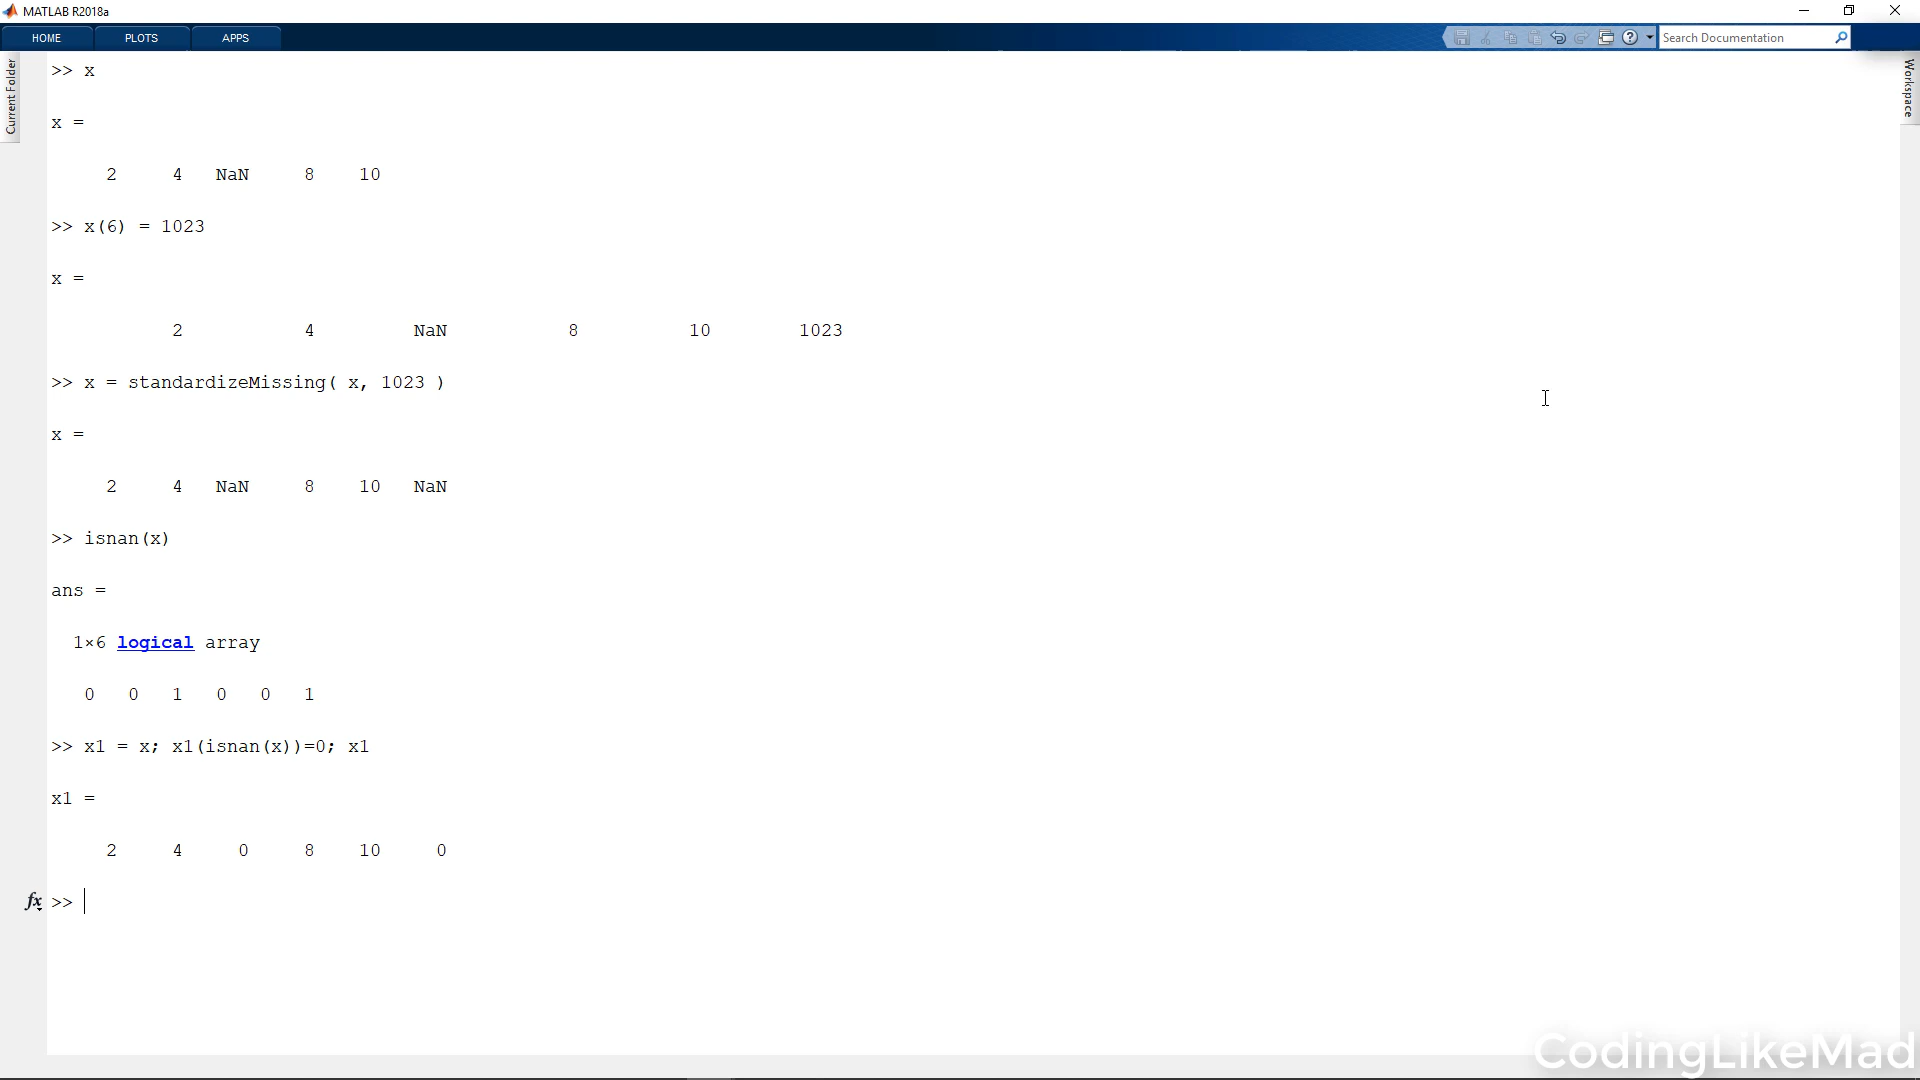 MATLAB R2018a
HOME PLOTS APPS
Search Documentation
Current Folder
Workspace
>> x
x =
2 4 NaN 8 10
>> x(6) = 1023
x =
2 4 NaN 8 10 1023
>> x = standardizeMissing( x, 1023 )
x =
2 4 NaN 8 10 NaN
>> isnan(x)
ans =
1×6 logical array
0 0 1 0 0 1
>> x1 = x; x1(isnan(x))=0; x1
x1 =
2 4 0 8 10 0
fx >>
CodingLikeMad